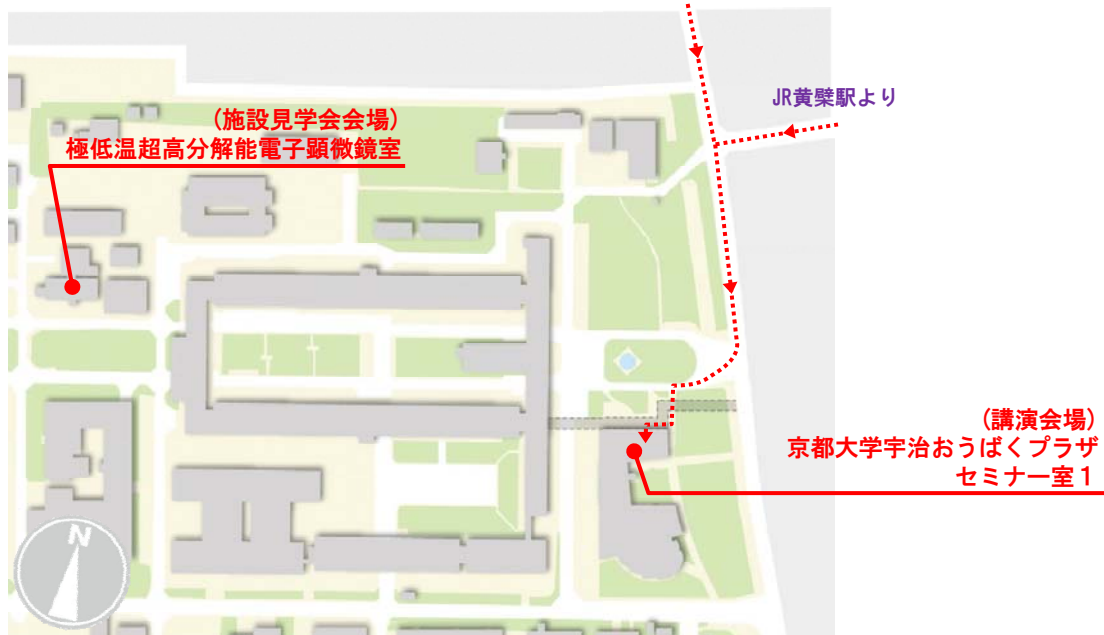 JR黄檗駅より
(施設見学会会場)
極低温超高分解能電子顕微鏡室
(講演会場)
京都大学宇治おうばくプラザ
セミナー室1
N